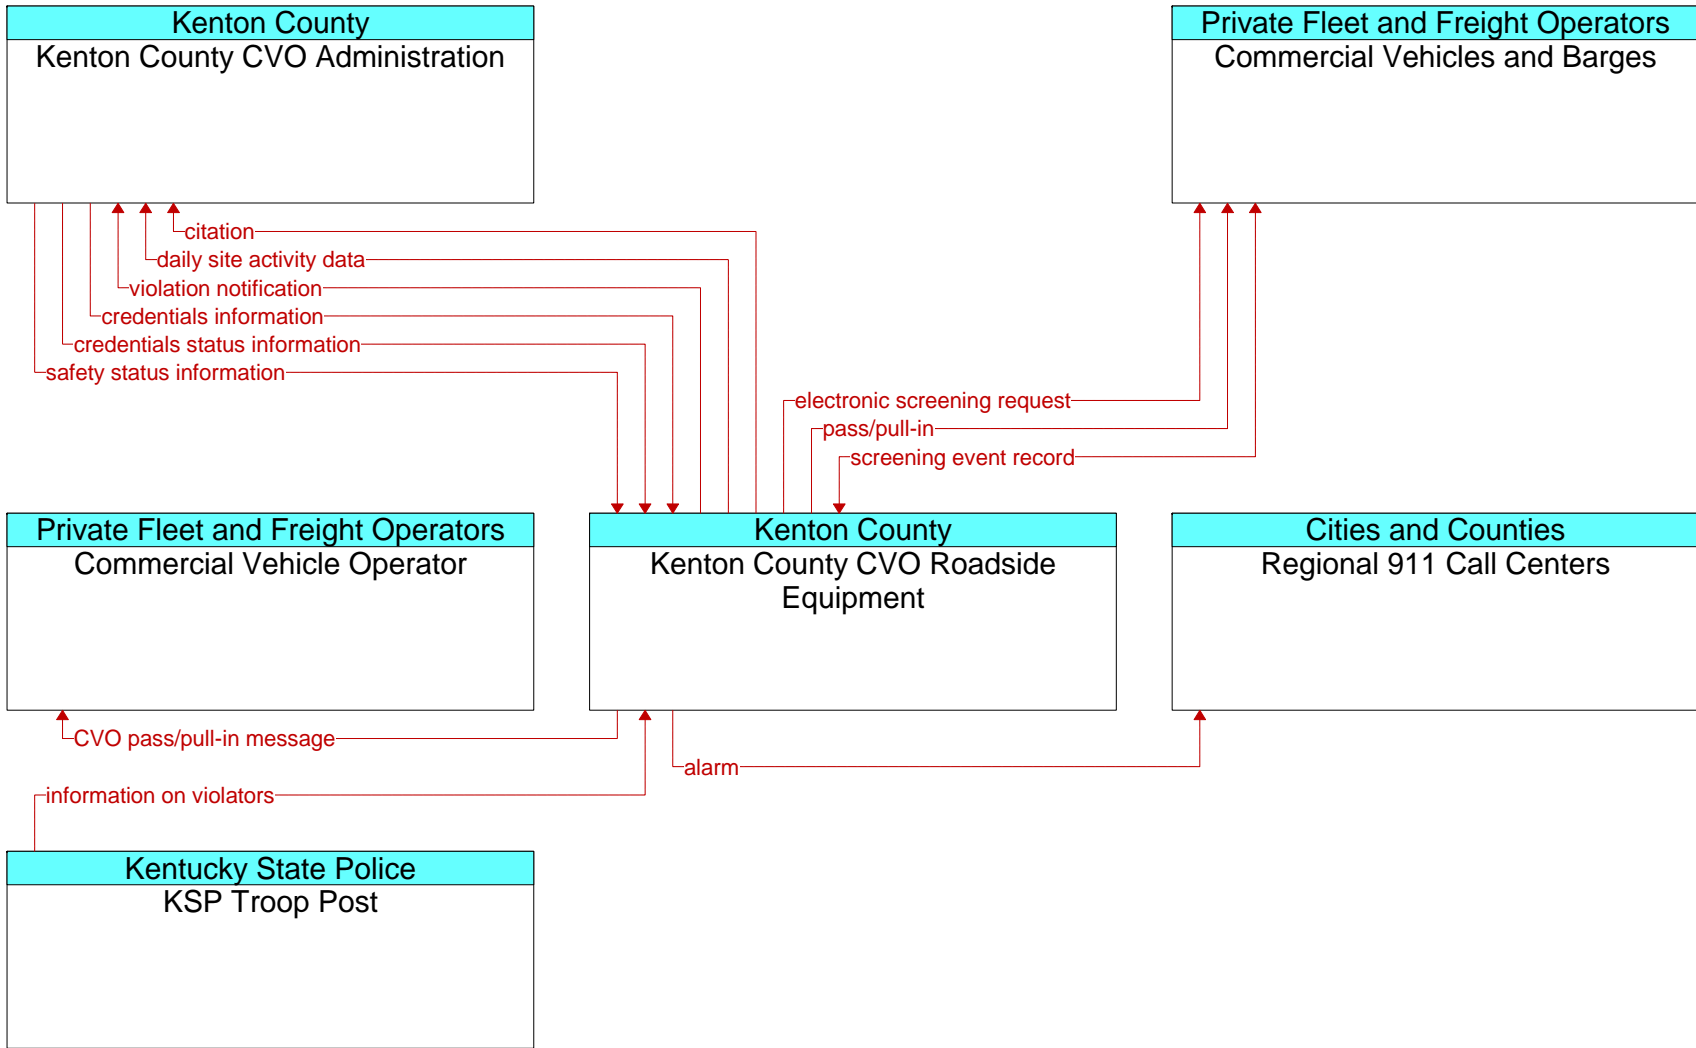 Kenton County
Kenton County CVO Administration
Private Fleet and Freight Operators
Commercial Vehicles and Barges
citation
daily site activity data
violation notification
credentials information
credentials status information
safety status information
electronic screening request
pass/pull-in
screening event record
Private Fleet and Freight Operators
Commercial Vehicle Operator
Kenton County
Kenton County CVO Roadside
Equipment
Cities and Counties
Regional 911 Call Centers
CVO pass/pull-in message
alarm
information on violators
Kentucky State Police
KSP Troop Post